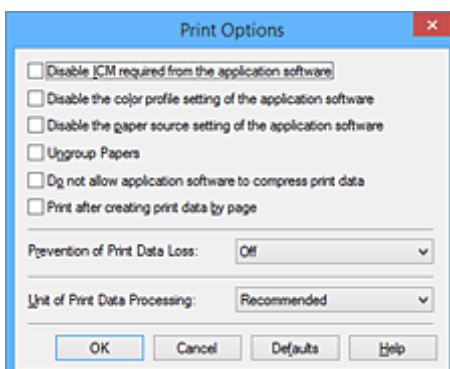 Print Options
Disable ICM required from the application software
Disable the color profile setting of the application software
Disable the paper source setting of the application software
Ungroup Papers
Do not allow application software to compress print data
Print after creating print data by page
Prevention of Print Data Loss: Off
Unit of Print Data Processing: Recommended
OK Cancel Defaults Help